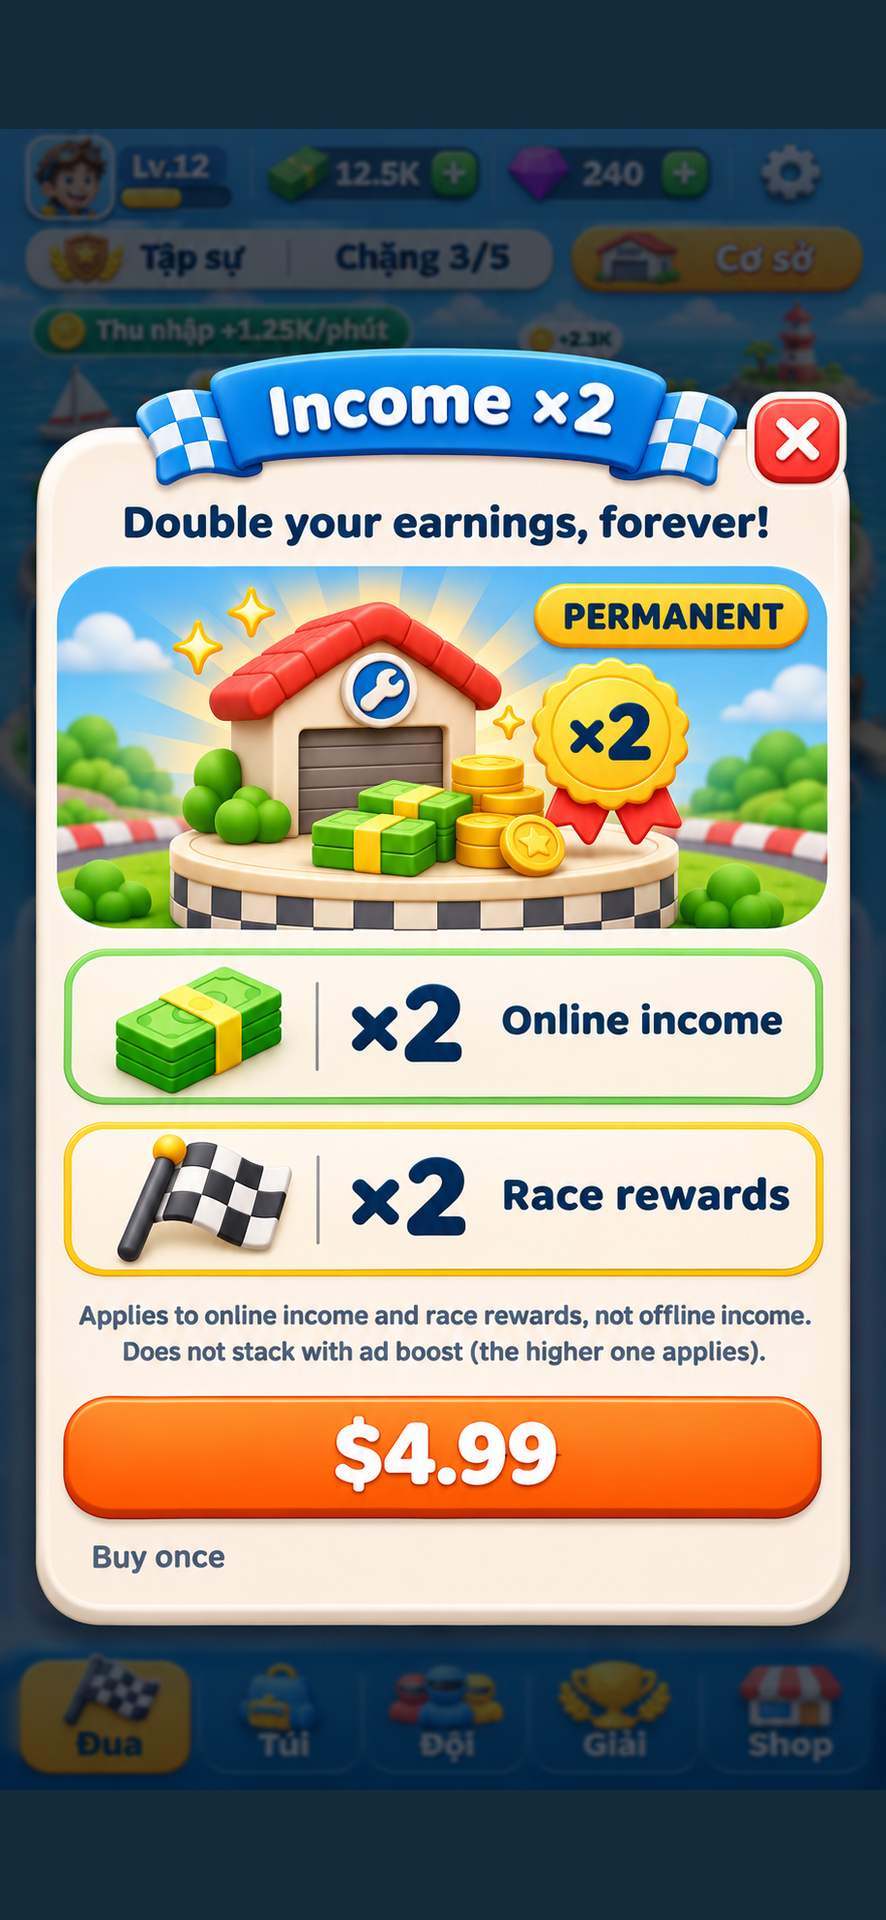 Lv.12
12.5K
240
Tập sự
Chặng 3/5
Cơ sở
Thu nhập +1.25K/phút
+2.3K
Income ×2
Double your earnings, forever!
PERMANENT
×2
×2 Online income
×2 Race rewards
Applies to online income and race rewards, not offline income.
Does not stack with ad boost (the higher one applies).
$4.99
Buy once
Đua
Túi
Đội
Giải
Shop